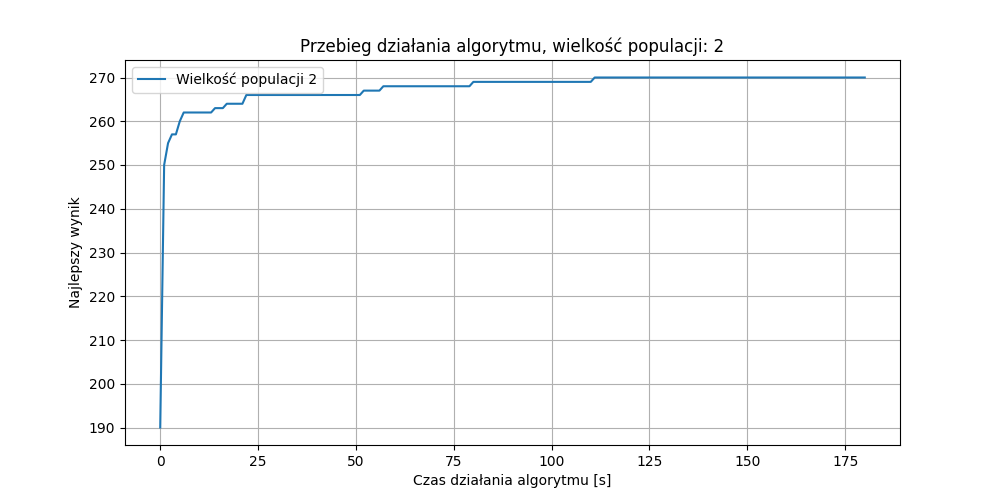 Przebieg działania algorytmu, wielkość populacji: 2
Wielkość populacji 2
Najlepszy wynik
270
260
250
240
230
220
210
200
190
0 25 50 75 100 125 150 175
Czas działania algorytmu [s]